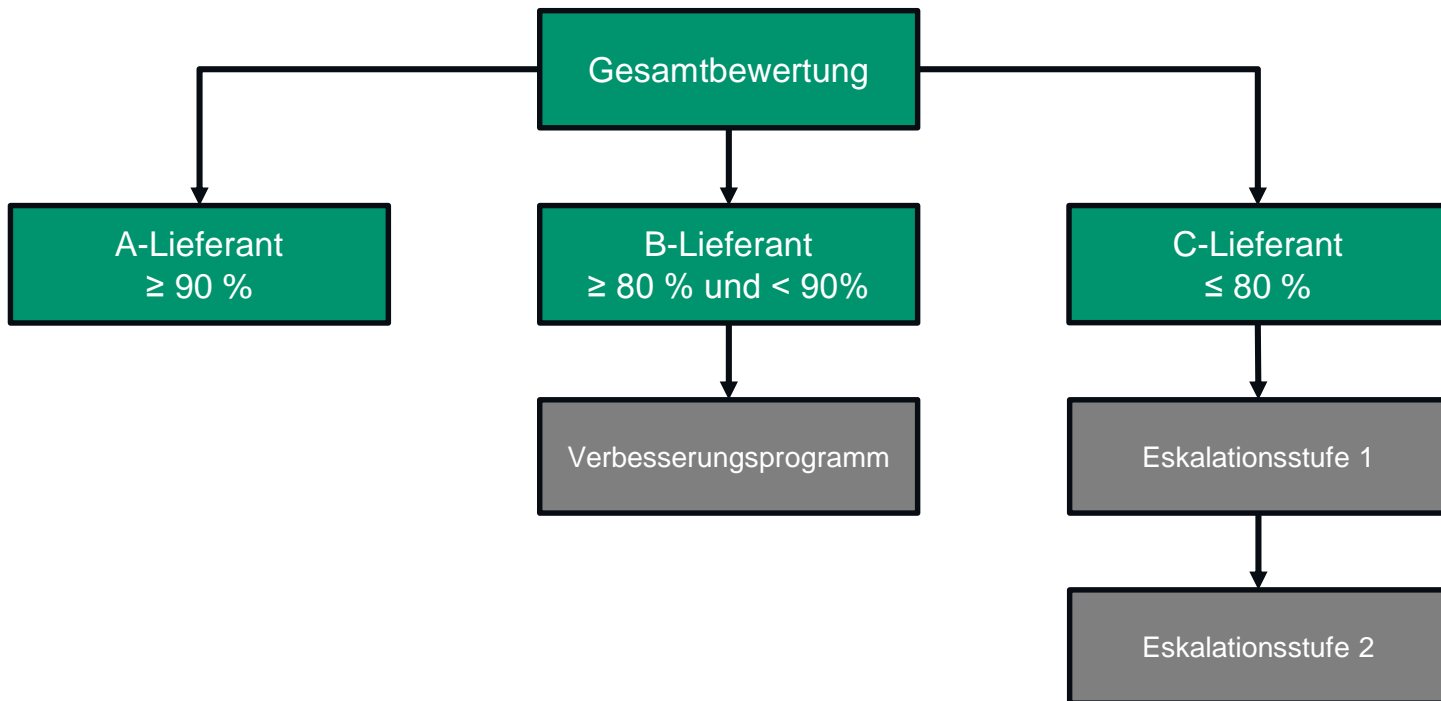 Gesamtbewertung
A-Lieferant
≥ 90 %
B-Lieferant
≥ 80 % und < 90%
C-Lieferant
≤ 80 %
Verbesserungsprogramm
Eskalationsstufe 1
Eskalationsstufe 2